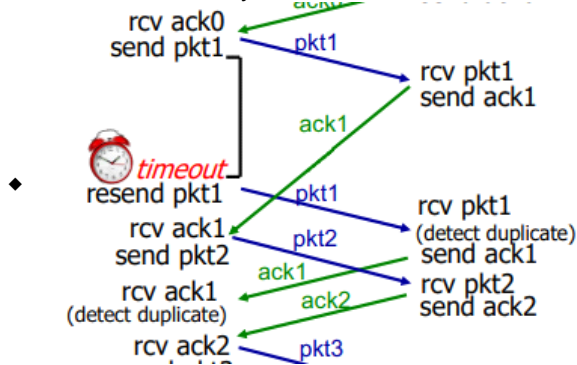 ack0
rcv ack0
send pkt1
pkt1
rcv pkt1
send ack1
ack1
timeout
resend pkt1
pkt1
rcv pkt1
(detect duplicate)
send ack1
rcv ack1
send pkt2
pkt2
rcv pkt2
send ack2
ack1
rcv ack1
(detect duplicate)
ack2
rcv ack2
pkt3